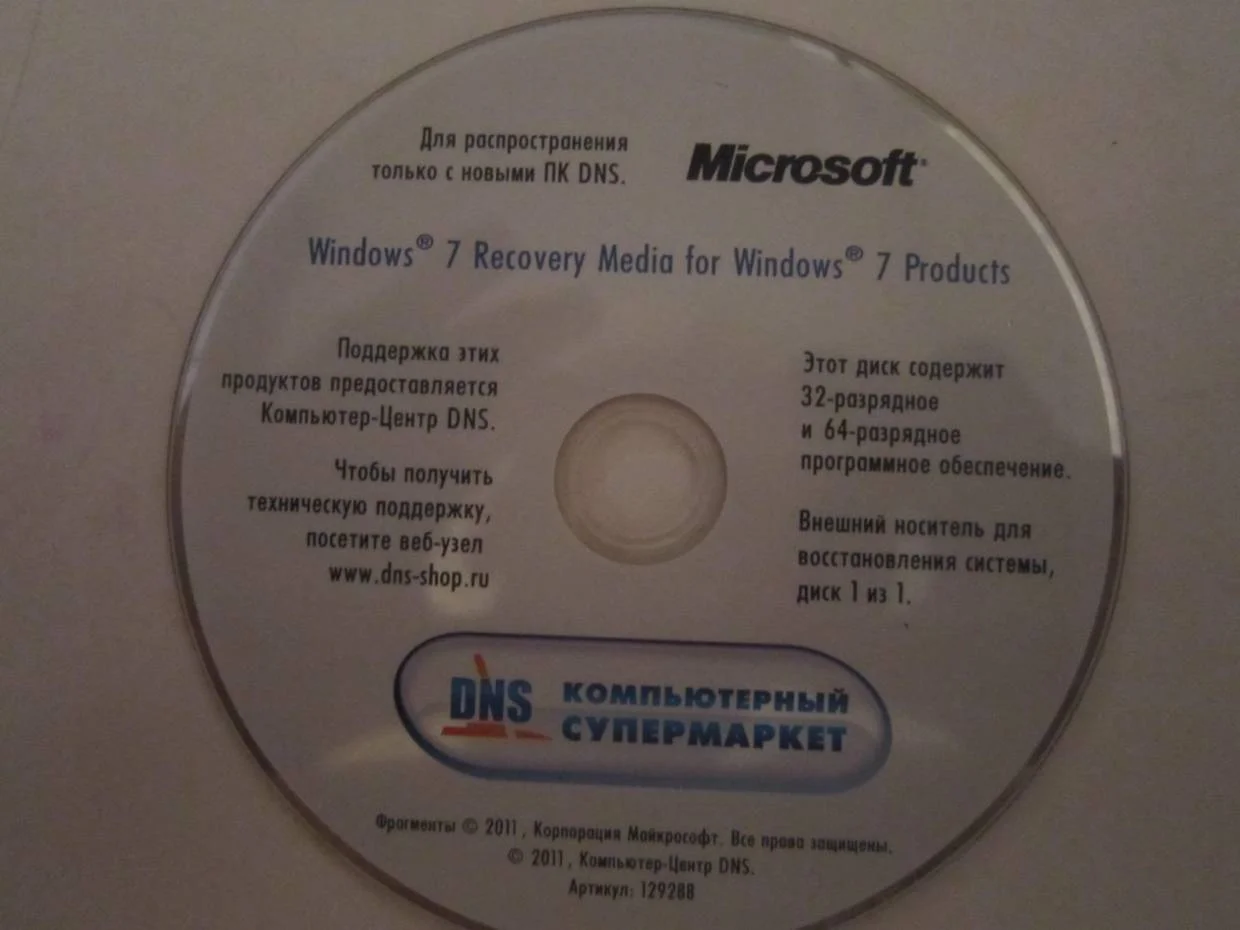 Для распространения
только с новыми ПК DNS.
Microsoft®
Windows® 7 Recovery Media for Windows® 7 Products
Поддержка этих
продуктов предоставляется
Компьютер-Центр DNS.
Чтобы получить
техническую поддержку,
посетите веб-узел
www.dns-shop.ru
Этот диск содержит
32-разрядное
и 64-разрядное
программное обеспечение.
Внешний носитель для
восстановления системы,
диск 1 из 1.
DNS КОМПЬЮТЕРНЫЙ
СУПЕРМАРКЕТ
Фрагменты © 2011, Корпорация Майкрософт. Все права защищены.
© 2011, Компьютер-Центр DNS.
Артикул: 129288